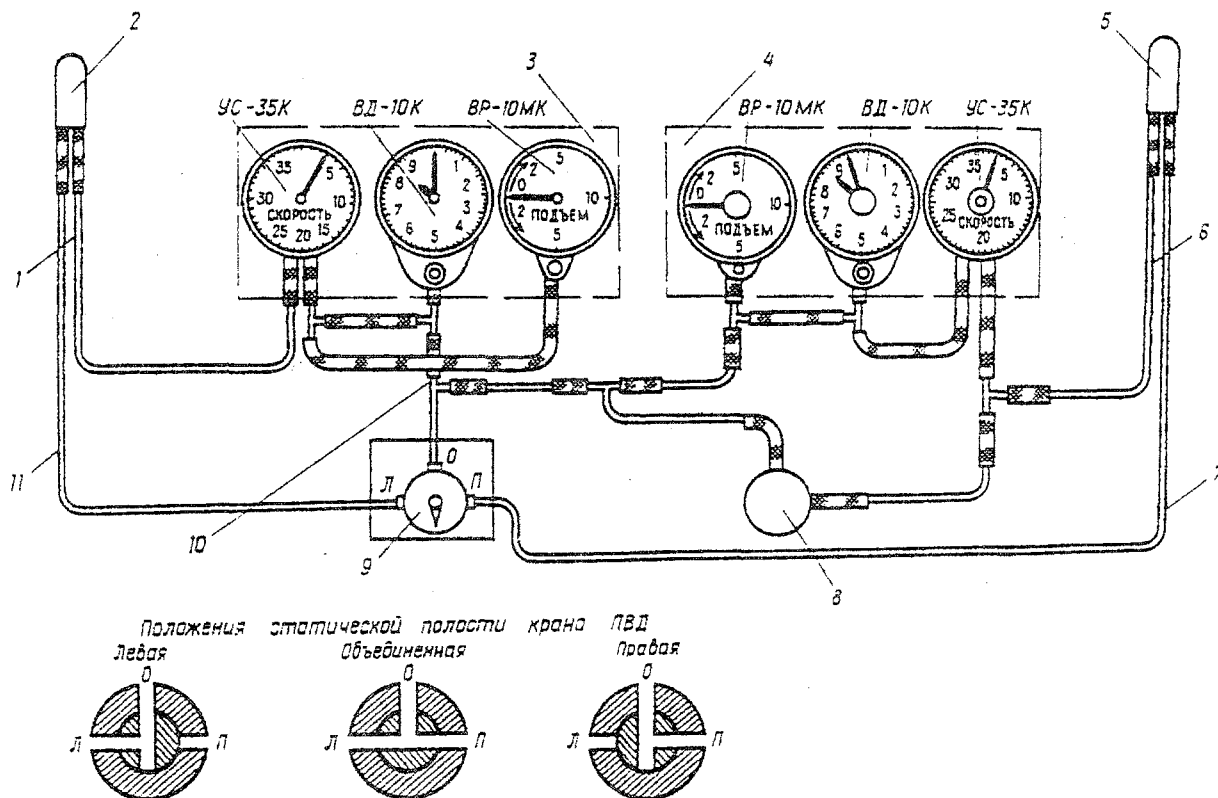 2
5
3
4
УС-35К
ВД-10К
ВР-10МК
ВР-10МК
ВД-10К
УС-35К
35
5
30
10
СКОРОСТЬ
25
20
15
9
1
8
2
7
3
6
5
4
2
5
0
10
2
ПОДЪЕМ
5
2
5
0
10
2
ПОДЪЕМ
5
9
1
8
2
7
3
6
5
4
35
5
30
10
25
СКОРОСТЬ
20
1
6
О
Л
П
11
10
9
8
7
Положения статической полости крана ПВД
Левая
Объединенная
Правая
О
О
О
Л
П
Л
П
Л
П